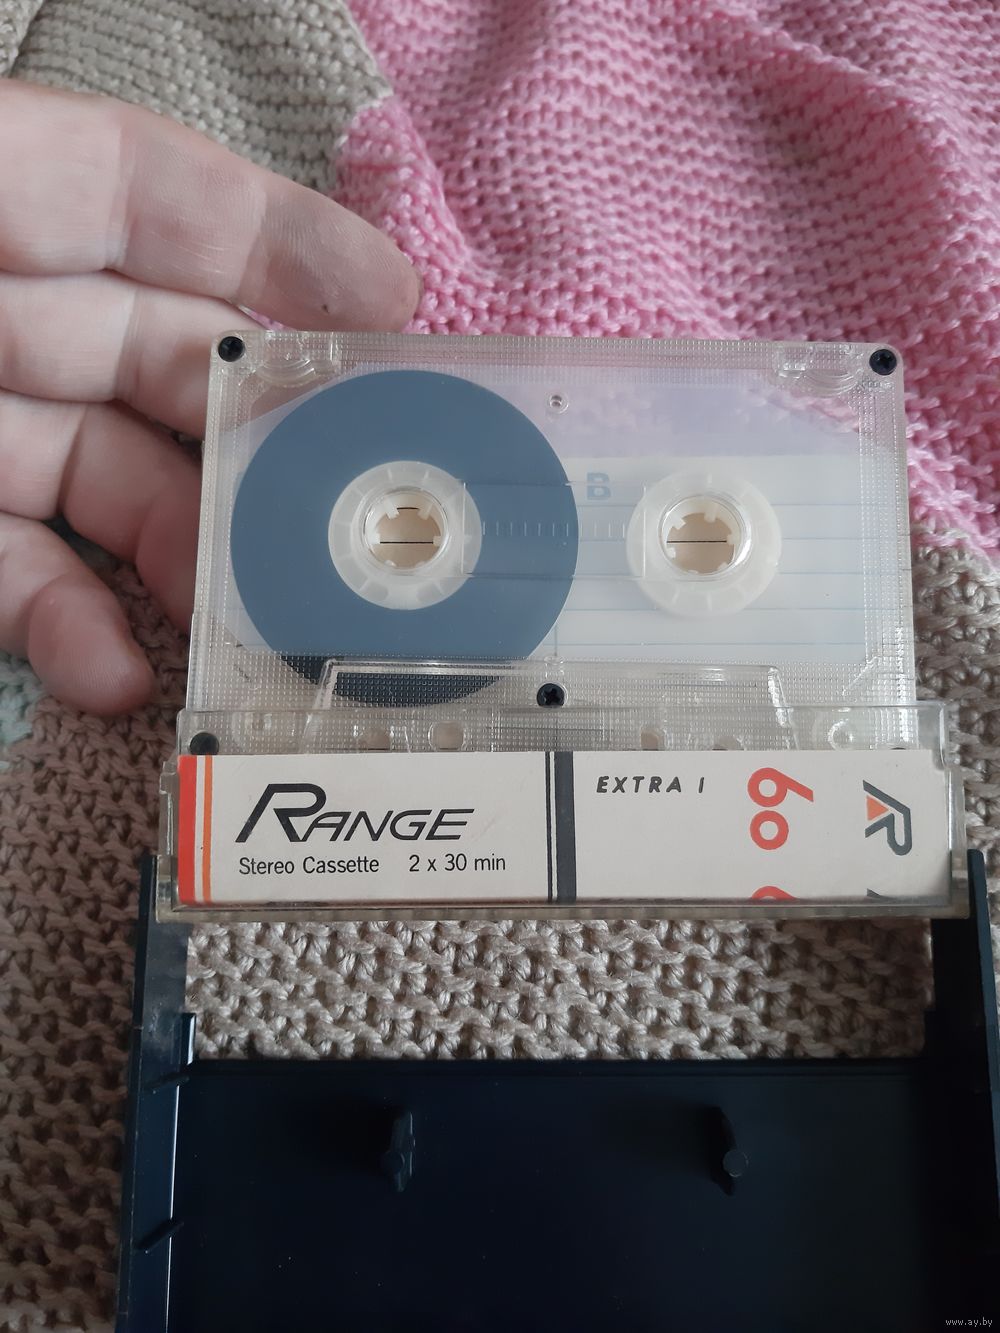 B
RANGE
Stereo Cassette 2 x 30 min
EXTRA I
60
R
www.ay.by